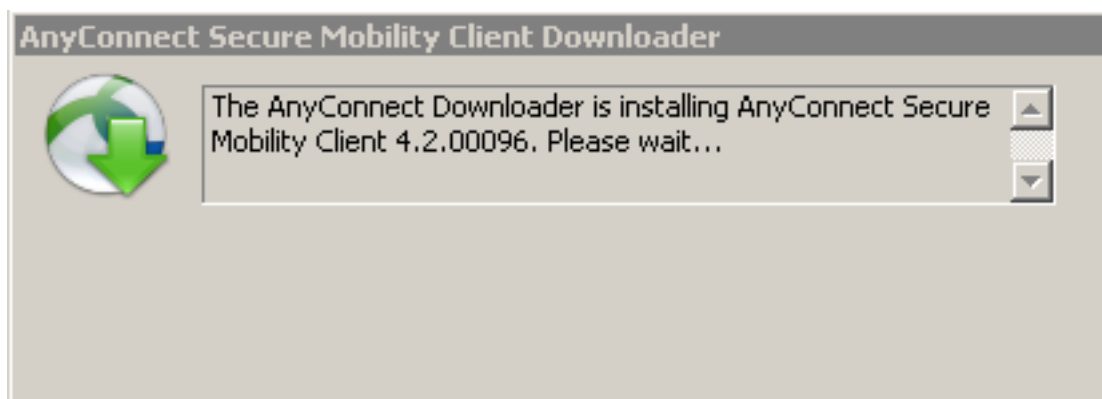 AnyConnect Secure Mobility Client Downloader
The AnyConnect Downloader is installing AnyConnect Secure
Mobility Client 4.2.00096. Please wait...